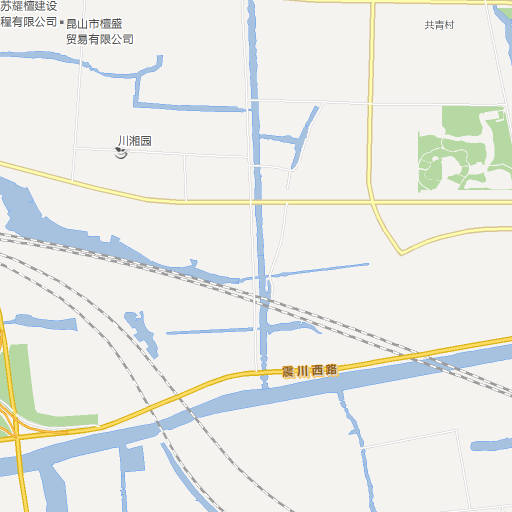 苏耀檀建设
程有限公司
昆山市檀盛
贸易有限公司
共青村
川湘园
震川西路